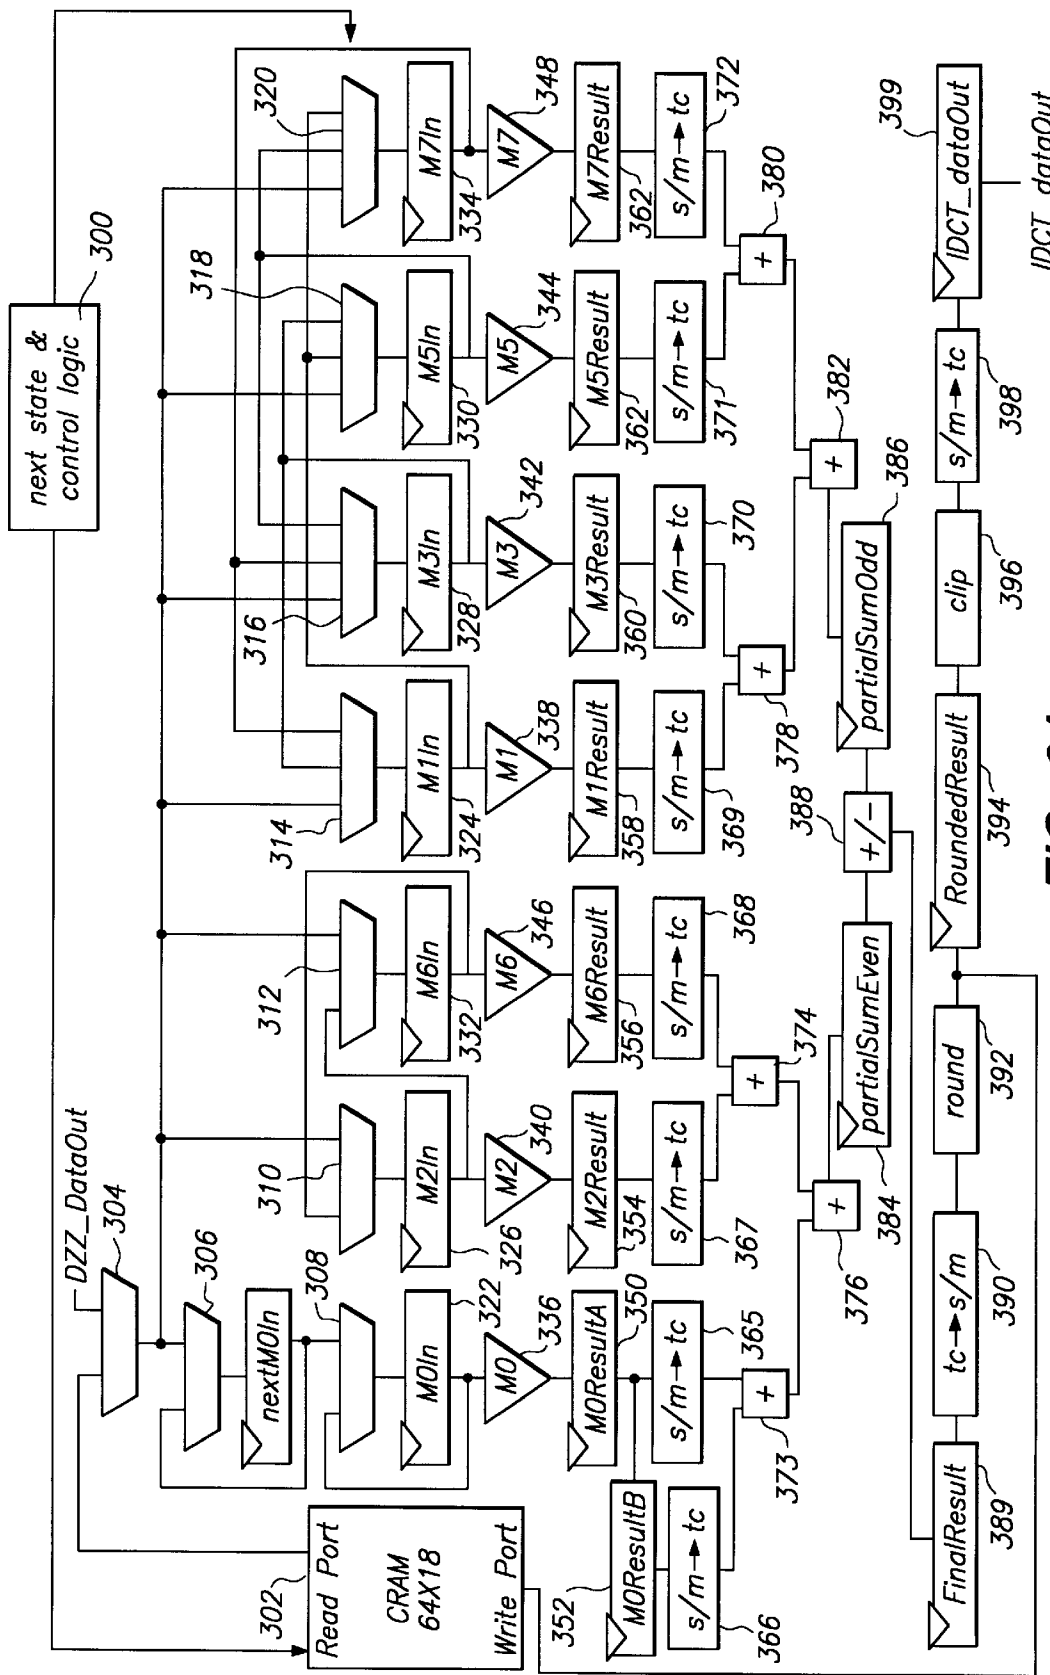 next state &
control logic
300
DZZ_DataOut
304
306
302
Read Port
CRAM
64X18
Write Port
nextM0In
308
310
312
314
316
318
320
M0In
322
M2In
326
M6In
332
M1In
324
M3In
328
M5In
330
M7In
334
M0
336
M2
340
M6
346
M1
338
M3
342
M5
344
M7
348
M0ResultA
350
M0ResultB
352
M2Result
354
M6Result
356
M1Result
358
M3Result
360
M5Result
362
M7Result
362
s/m→tc
365
s/m→tc
366
s/m→tc
367
s/m→tc
368
s/m→tc
369
s/m→tc
370
s/m→tc
371
s/m→tc
372
+
373
+
374
+
376
+
378
+
380
+
382
partialSumEven
384
+/-
388
partialSumOdd
386
FinalResult
389
tc→s/m
390
round
392
RoundedResult
394
clip
396
s/m→tc
398
IDCT_dataOut
399
IDCT_dataOut